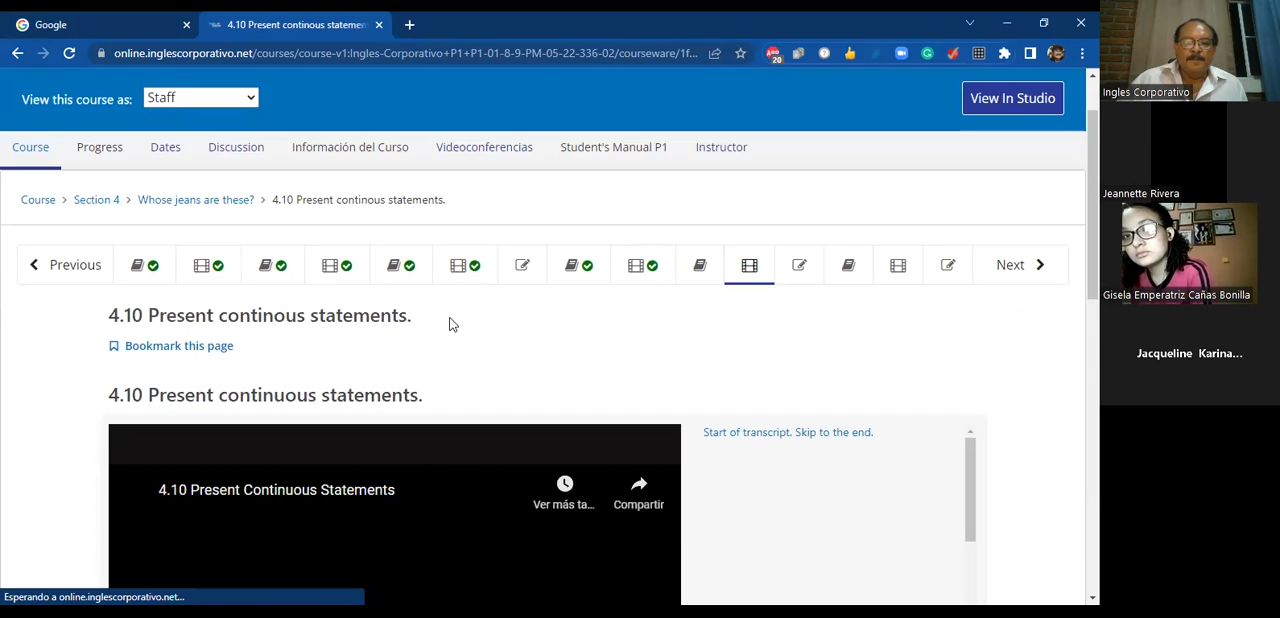 Google
4.10 Present continous statemen
online.inglescorporativo.net/courses/course-v1:Ingles-Corporativo+P1+P1-01-8-9-PM-05-22-336-02/courseware/1f...
20
View this course as:
Staff
View In Studio
Course
Progress
Dates
Discussion
Información del Curso
Videoconferencias
Student's Manual P1
Instructor
Course > Section 4 > Whose jeans are these? > 4.10 Present continous statements.
Previous
Next
4.10 Present continous statements.
Bookmark this page
4.10 Present continuous statements.
Start of transcript. Skip to the end.
4.10 Present Continuous Statements
Ver más ta...
Compartir
Esperando a online.inglescorporativo.net...
Ingles Corporativo
Jeannette Rivera
Gisela Emperatriz Cañas Bonilla
Jacqueline Karina...